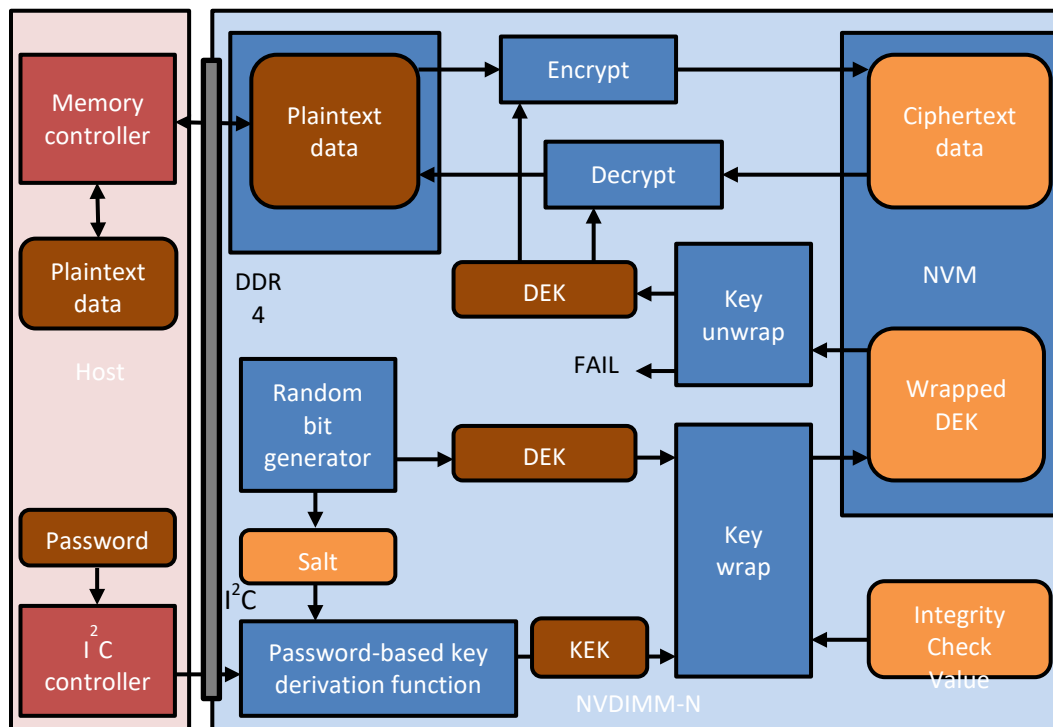 Memory
controller
Plaintext
data
Host
Password
I²C
controller
Plaintext
data
DDR
4
Encrypt
Decrypt
Ciphertext
data
NVM
DEK
Key
unwrap
FAIL
Wrapped
DEK
Random
bit
generator
DEK
Salt
I²C
Key
wrap
Password-based key
derivation function
KEK
Integrity
Check
Value
NVDIMM-N